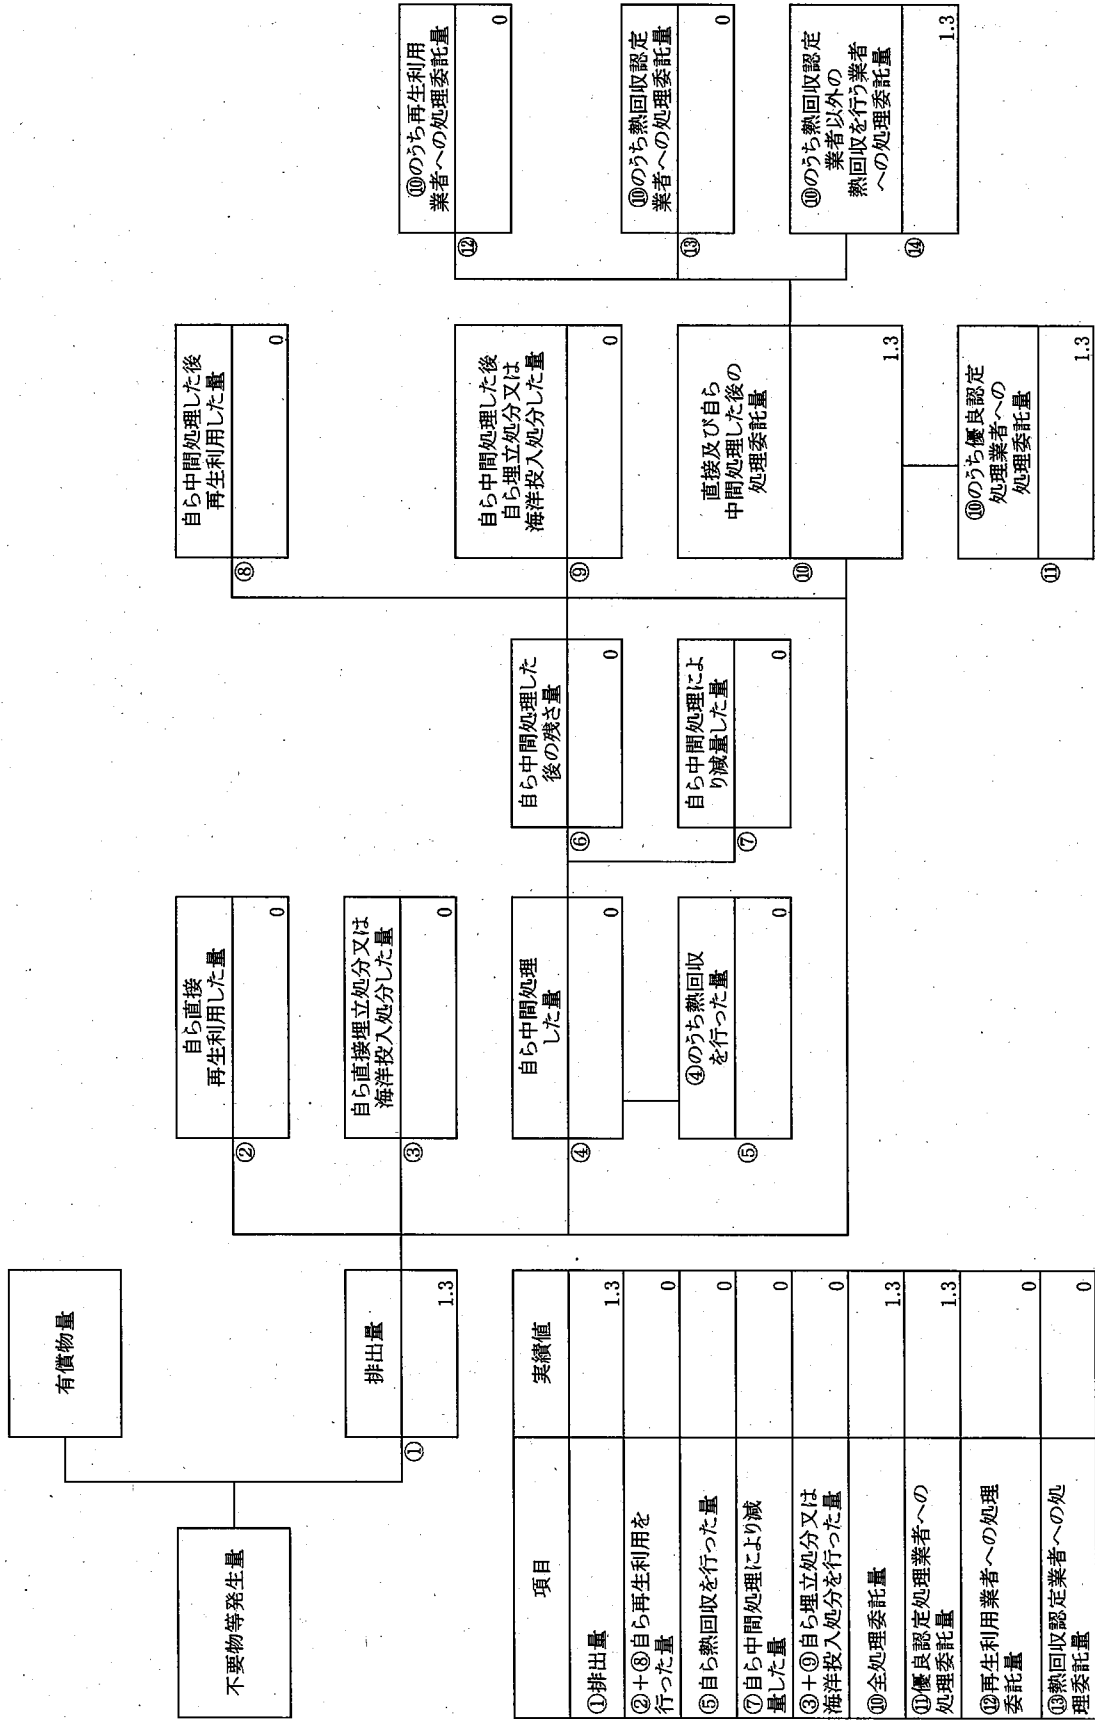 不要物等発生量
有償物量
①
排出量
1.3
②
自ら直接
再生利用した量
0
③
自ら直接埋立処分又は
海洋投入処分した量
0
④
自ら中間処理
した量
0
⑤
④のうち熱回収
を行った量
0
⑥
自ら中間処理した
後の残さ量
0
⑦
自ら中間処理によ
り減量した量
0
⑧
自ら中間処理した後
再生利用した量
0
⑨
自ら中間処理した後
自ら埋立処分又は
海洋投入処分した量
0
⑩
直接及び自ら
中間処理した後の
処理委託量
1.3
⑪
⑩のうち優良認定
処理業者への
処理委託量
1.3
⑫
⑩のうち再生利用
業者への処理委託量
0
⑬
⑩のうち熱回収認定
業者への処理委託量
0
⑭
⑩のうち熱回収認定
業者以外の
熱回収を行う業者
への処理委託量
1.3
項目 実績値
①排出量 1.3
②+⑧自ら再生利用を
行った量 0
⑤自ら熱回収を行った量 0
⑦自ら中間処理により減
量した量 0
③+⑨自ら埋立処分又は
海洋投入処分を行った量 0
⑩全処理委託量 1.3
⑪優良認定処理業者への
処理委託量 1.3
⑫再生利用業者への処理
委託量 0
⑬熱回収認定業者への処
理委託量 0